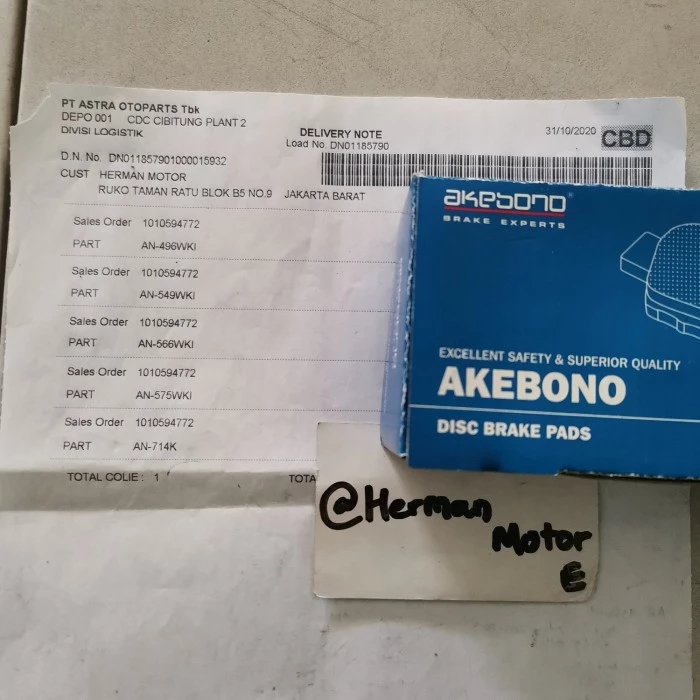 PT ASTRA OTOPARTS Tbk
DEPO 001 CDC CIBITUNG PLANT 2
DIVISI LOGISTIK
DELIVERY NOTE
31/10/2020 CBD
Load No. DN01185790
D.N. No. DN011857901000015932
CUST HERMAN MOTOR
RUKO TAMAN RATU BLOK B5 NO.9 JAKARTA BARAT
Sales Order 1010594772
PART AN-496WKI
Sales Order 1010594772
PART AN-549WKI
Sales Order 1010594772
PART AN-566WKI
Sales Order 1010594772
PART AN-575WKI
Sales Order 1010594772
PART AN-714K
TOTAL COLIE : 1
TOTA
akebono
BRAKE EXPERTS
EXCELLENT SAFETY & SUPERIOR QUALITY
AKEBONO
DISC BRAKE PADS
@Herman
Motor
E